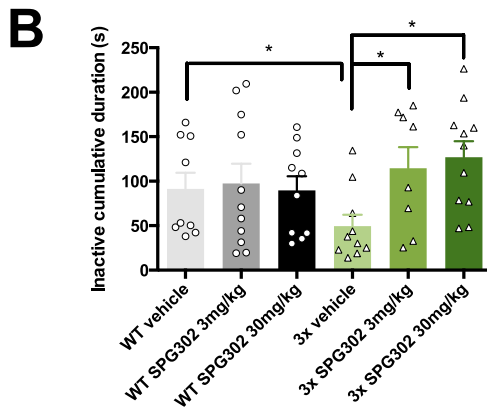 B
Inactive cumulative duration (s)
250
200
150
100
50
0
*
*
*
WT vehicle
WT SPG302 3mg/kg
WT SPG302 30mg/kg
3x vehicle
3x SPG302 3mg/kg
3x SPG302 30mg/kg